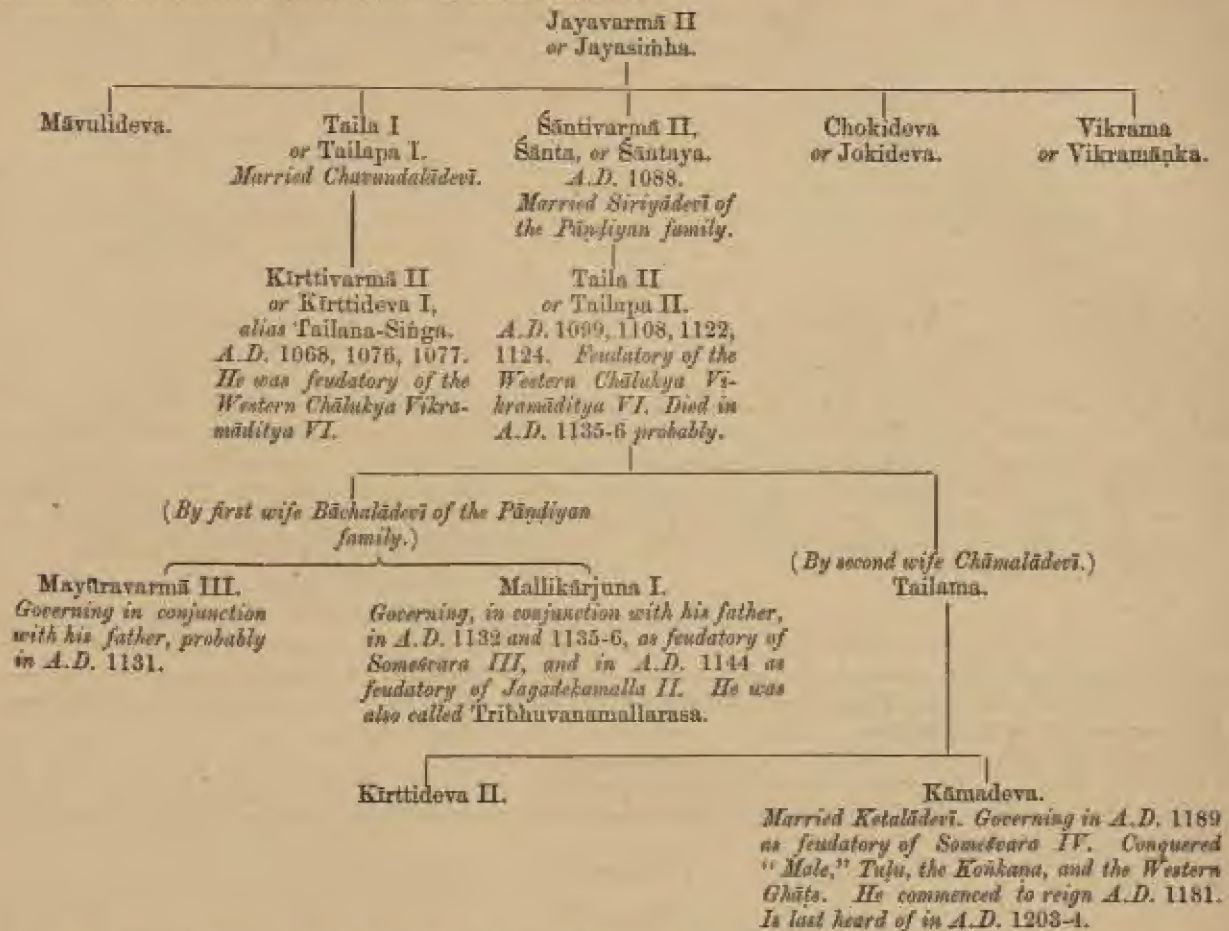 Jayavarmā II
or Jayasiṁha.
Māvulideva.
Taila I
or Tailapa I.
Married Chavundalādevī.
Śāntivarmā II,
Śānta, or Śāntaya.
A.D. 1088.
Married Siriyādevī of
the Pāṇḍiyan family.
Chokideva
or Jokideva.
Vikrama
or Vikramāṇka.
Kīrttivarmā II
or Kīrttideva I,
alias Tailana-Siṅga.
A.D. 1068, 1076, 1077.
He was feudatory of the
Western Chālukya Vikra-
māditya VI.
Taila II
or Tailapa II.
A.D. 1099, 1108, 1122,
1124. Feudatory of the
Western Chālukya Vi-
kramāditya VI. Died in
A.D. 1135-6 probably.
(By first wife Bāchalādevī of the Pāṇḍiyan
family.)
Mayūravarmā III.
Governing in conjunction
with his father, probably
in A.D. 1131.
Mallikārjuna I.
Governing, in conjunction with his father,
in A.D. 1132 and 1135-6, as feudatory of
Someśvara III, and in A.D. 1144 as
feudatory of Jagadekamalla II. He was
also called Tribhuvanamallarasa.
(By second wife Chāmalādevī.)
Tailama.
Kīrttideva II.
Kāmadeva.
Married Ketalādevī. Governing in A.D. 1189
as feudatory of Someśvara IV. Conquered
"Male," Tuḷu, the Koṅkaṇa, and the Western
Ghāṭs. He commenced to reign A.D. 1181.
Is last heard of in A.D. 1203-4.